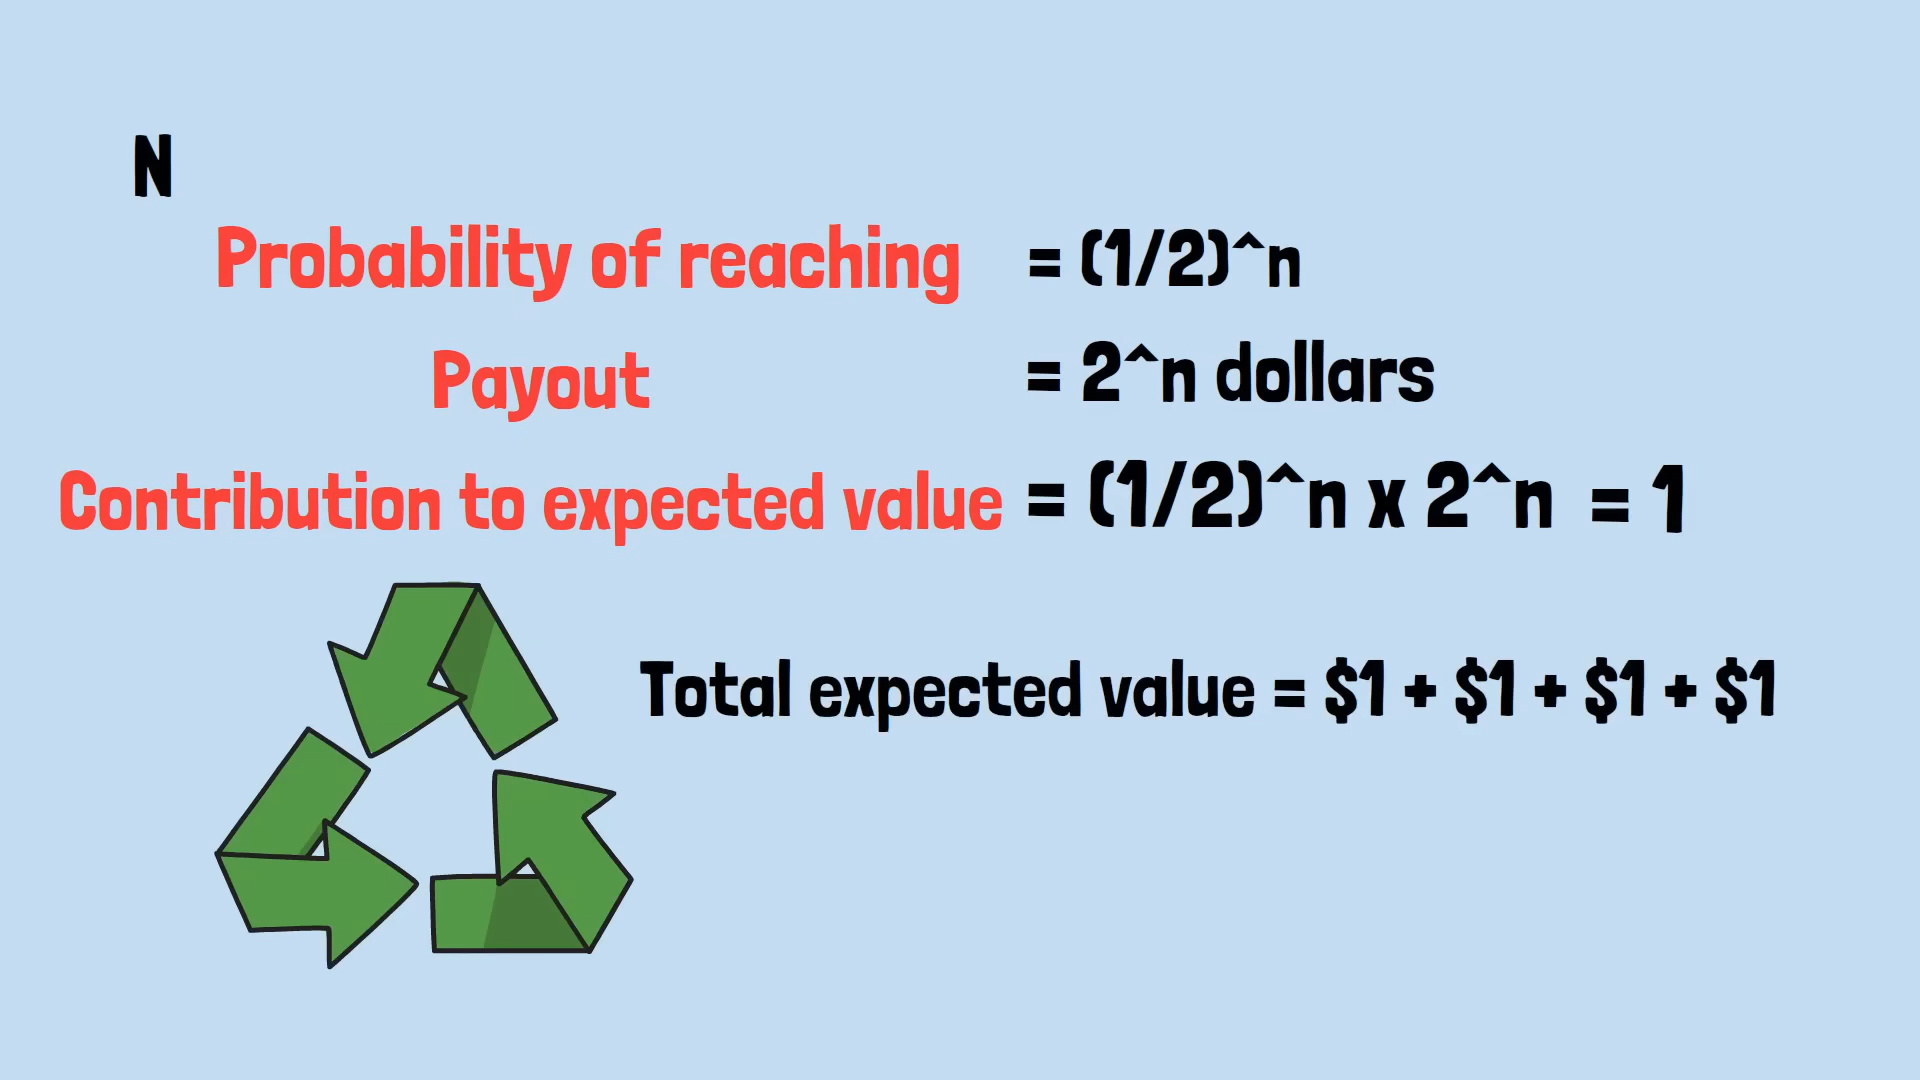 N
Probability of reaching = (1/2)^n
Payout = 2^n dollars
Contribution to expected value = (1/2)^n x 2^n = 1
Total expected value = $1 + $1 + $1 + $1